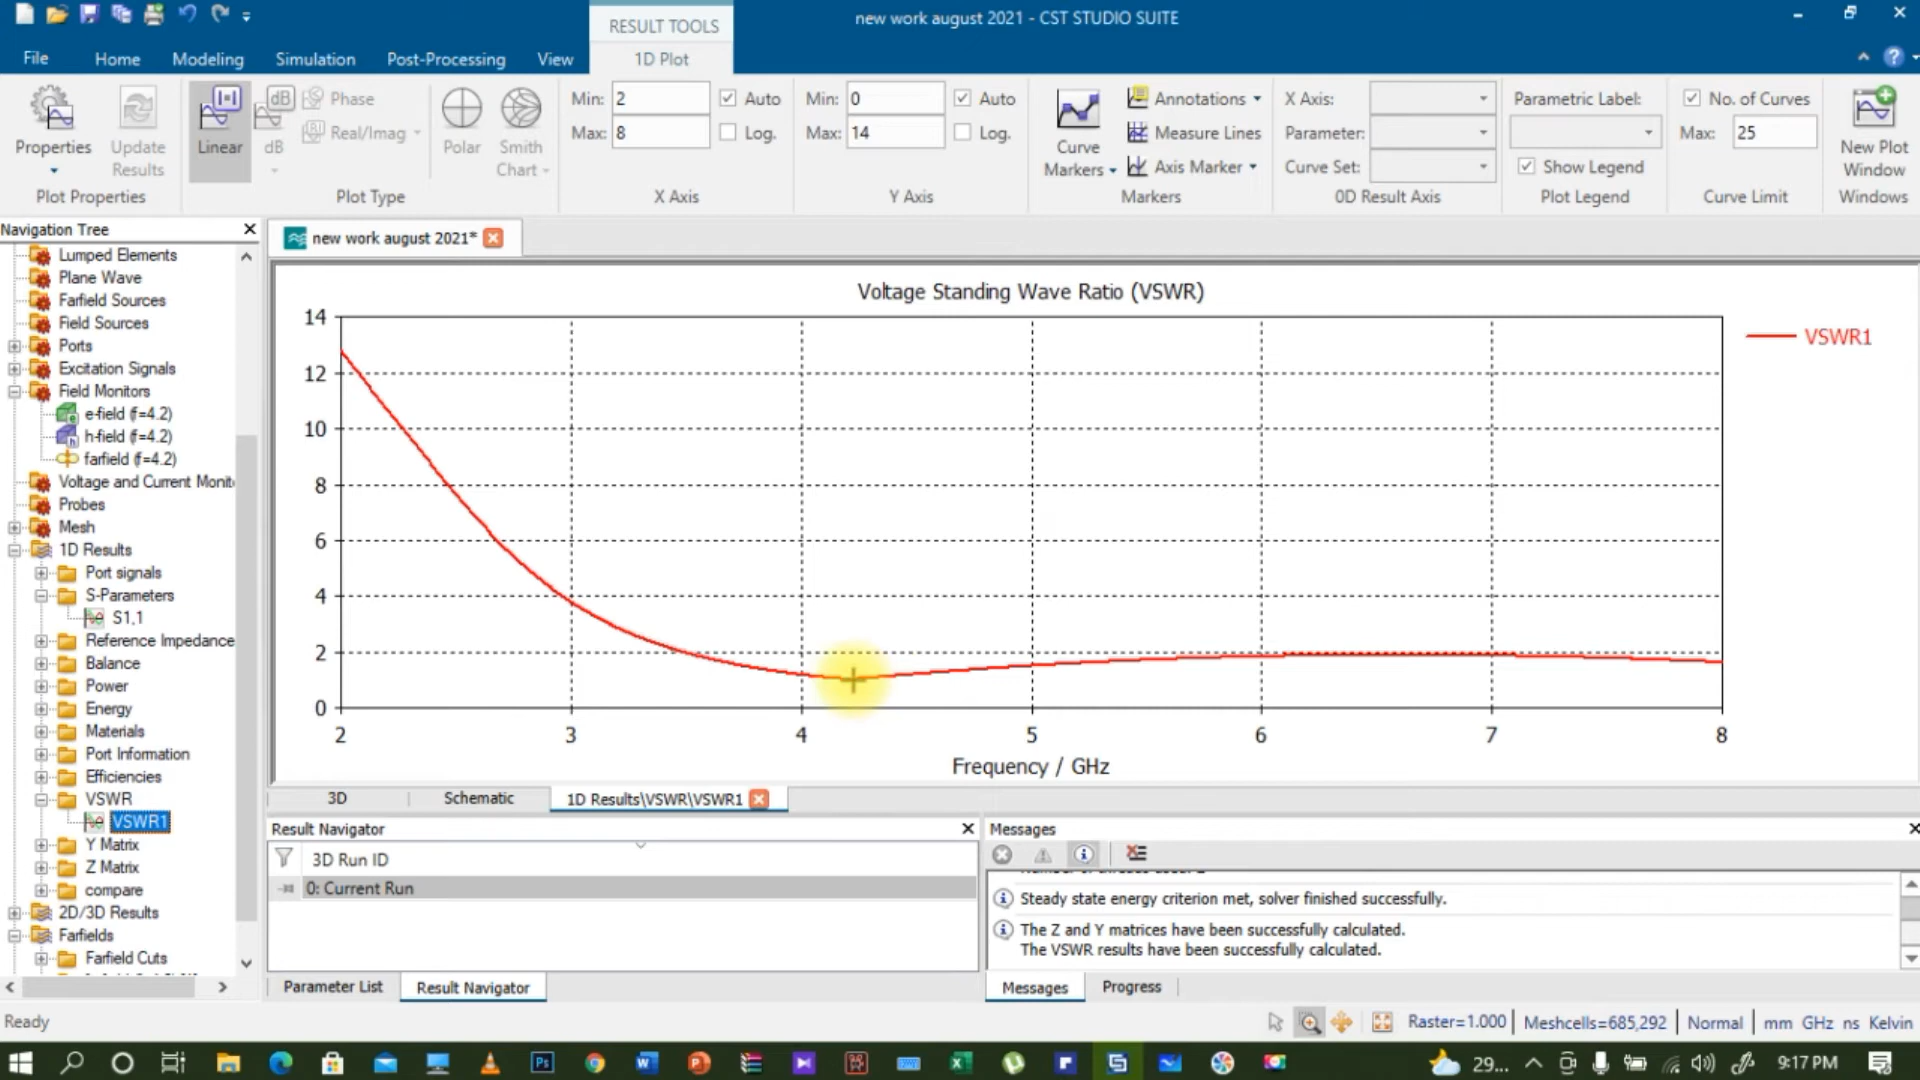 RESULT TOOLS
new work august 2021 - CST STUDIO SUITE
File Home Modeling Simulation Post-Processing View 1D Plot
Properties
Update Results
Plot Properties
Linear
dB
Phase
Real/Imag
Polar
Smith Chart
Plot Type
Min: 2 Auto
Max: 8 Log.
X Axis
Min: 0 Auto
Max: 14 Log.
Y Axis
Curve Markers
Annotations
Measure Lines
Axis Marker
Markers
X Axis:
Parameter:
Curve Set:
0D Result Axis
Parametric Label:
Show Legend
Plot Legend
No. of Curves
Max: 25
Curve Limit
New Plot Window
Windows
Navigation Tree
Lumped Elements
Plane Wave
Farfield Sources
Field Sources
Ports
Excitation Signals
Field Monitors
e-field (f=4.2)
h-field (f=4.2)
farfield (f=4.2)
Voltage and Current Monit
Probes
Mesh
1D Results
Port signals
S-Parameters
S1,1
Reference Impedance
Balance
Power
Energy
Materials
Port Information
Efficiencies
VSWR
VSWR1
Y Matrix
Z Matrix
compare
2D/3D Results
Farfields
Farfield Cuts
new work august 2021*
Voltage Standing Wave Ratio (VSWR)
VSWR1
14
12
10
8
6
4
2
0
2 3 4 5 6 7 8
Frequency / GHz
3D Schematic 1D Results\VSWR\VSWR1
Result Navigator
3D Run ID
0: Current Run
Parameter List Result Navigator
Messages
Steady state energy criterion met, solver finished successfully.
The Z and Y matrices have been successfully calculated.
The VSWR results have been successfully calculated.
Messages Progress
Ready
Raster=1.000 Meshcells=685,292 Normal mm GHz ns Kelvin
29... 9:17 PM